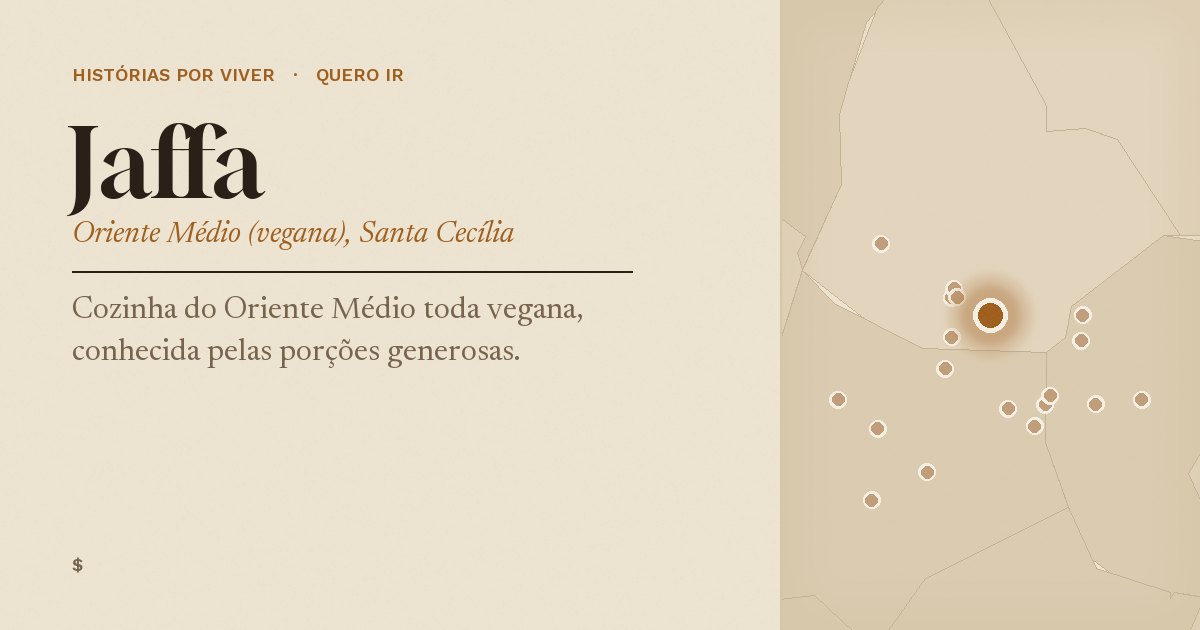 HISTÓRIAS POR VIVER · QUERO IR
Jaffa
Oriente Médio (vegana), Santa Cecília
Cozinha do Oriente Médio toda vegana,
conhecida pelas porções generosas.
$